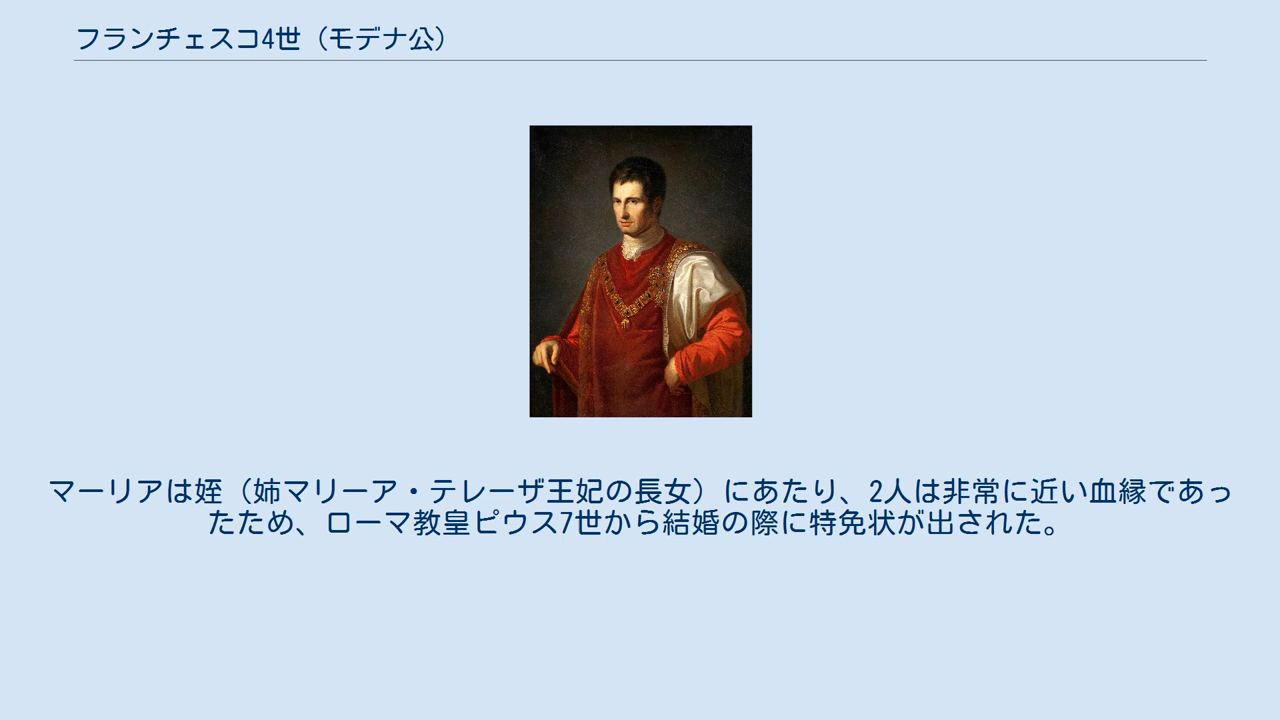 フランチェスコ4世（モデナ公）
マーリアは姪（姉マリーア・テレーザ王妃の長女）にあたり、2人は非常に近い血縁であっ
たため、ローマ教皇ピウス7世から結婚の際に特免状が出された。